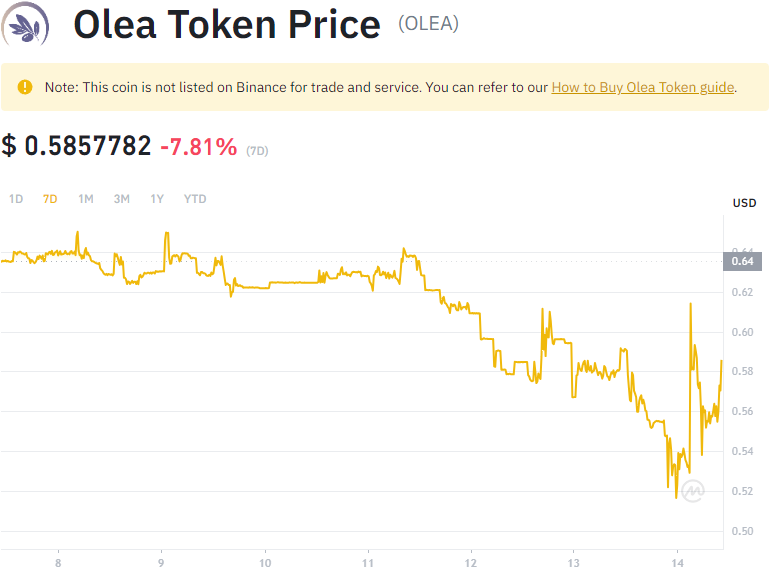 Olea Token Price (OLEA)
Note: This coin is not listed on Binance for trade and service. You can refer to our How to Buy Olea Token guide.
$ 0.5857782 -7.81% (7D)
1D 7D 1M 3M 1Y YTD
USD
0.64
0.64
0.62
0.60
0.58
0.56
0.54
0.52
0.50
8 9 10 11 12 13 14